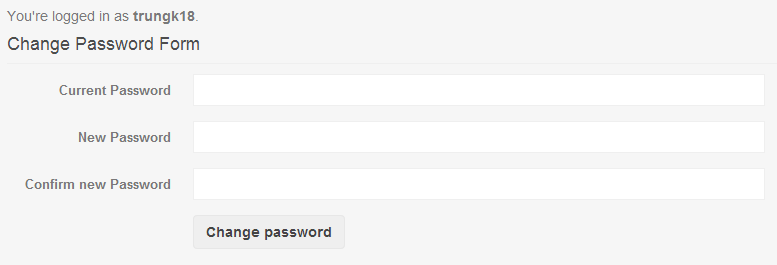 You're logged in as trungk18.
Change Password Form
Current Password
New Password
Confirm new Password
Change password